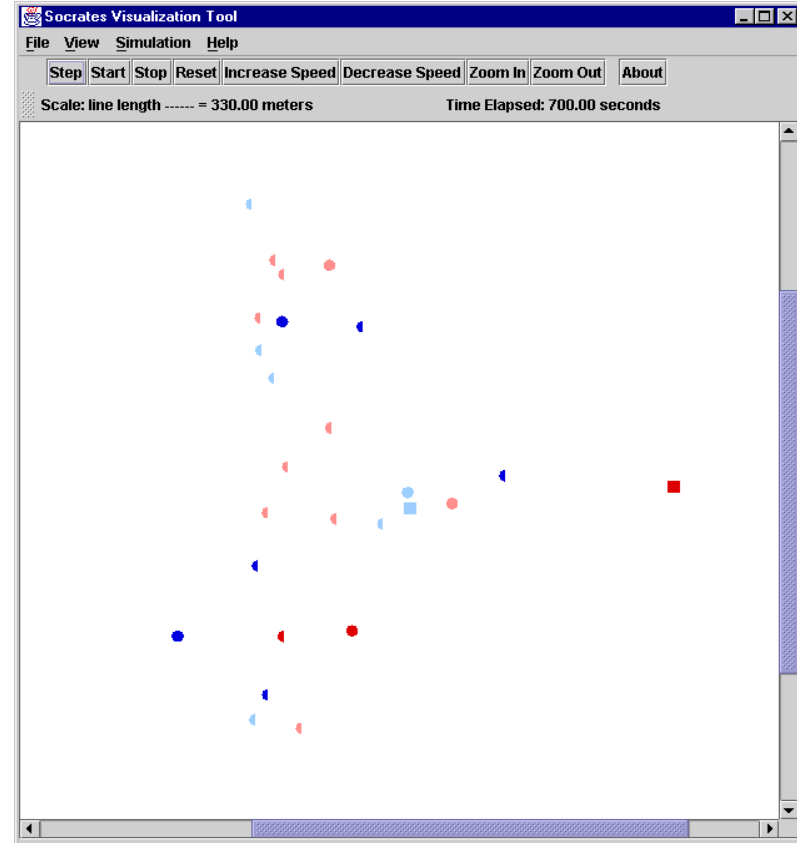 Socrates Visualization Tool
File View Simulation Help
Step Start Stop Reset Increase Speed Decrease Speed Zoom In Zoom Out About
Scale: line length ------ = 330.00 meters Time Elapsed: 700.00 seconds